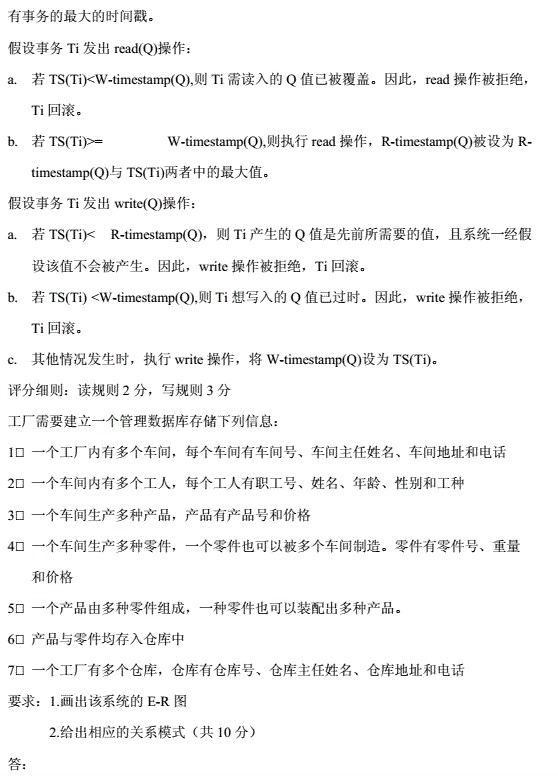 有事务的最大的时间戳。
假设事务 Ti 发出 read(Q)操作：
a. 若 TS(Ti)<W-timestamp(Q),则 Ti 需读入的 Q 值已被覆盖。因此，read 操作被拒绝，
Ti 回滚。
b. 若 TS(Ti)>= W-timestamp(Q),则执行 read 操作，R-timestamp(Q)被设为 R-
timestamp(Q)与 TS(Ti)两者中的最大值。
假设事务 Ti 发出 write(Q)操作：
a. 若 TS(Ti)< R-timestamp(Q)，则 Ti 产生的 Q 值是先前所需要的值，且系统一经假
设该值不会被产生。因此，write 操作被拒绝，Ti 回滚。
b. 若 TS(Ti) <W-timestamp(Q),则 Ti 想写入的 Q 值已过时。因此，write 操作被拒绝，
Ti 回滚。
c. 其他情况发生时，执行 write 操作，将 W-timestamp(Q)设为 TS(Ti)。
评分细则：读规则 2 分，写规则 3 分
工厂需要建立一个管理数据库存储下列信息：
1□ 一个工厂内有多个车间，每个车间有车间号、车间主任姓名、车间地址和电话
2□ 一个车间内有多个工人，每个工人有职工号、姓名、年龄、性别和工种
3□ 一个车间生产多种产品，产品有产品号和价格
4□ 一个车间生产多种零件，一个零件也可以被多个车间制造。零件有零件号、重量
和价格
5□ 一个产品由多种零件组成，一种零件也可以装配出多种产品。
6□ 产品与零件均存入仓库中
7□ 一个工厂有多个仓库，仓库有仓库号、仓库主任姓名、仓库地址和电话
要求：1.画出该系统的 E-R 图
2.给出相应的关系模式（共 10 分）
答：